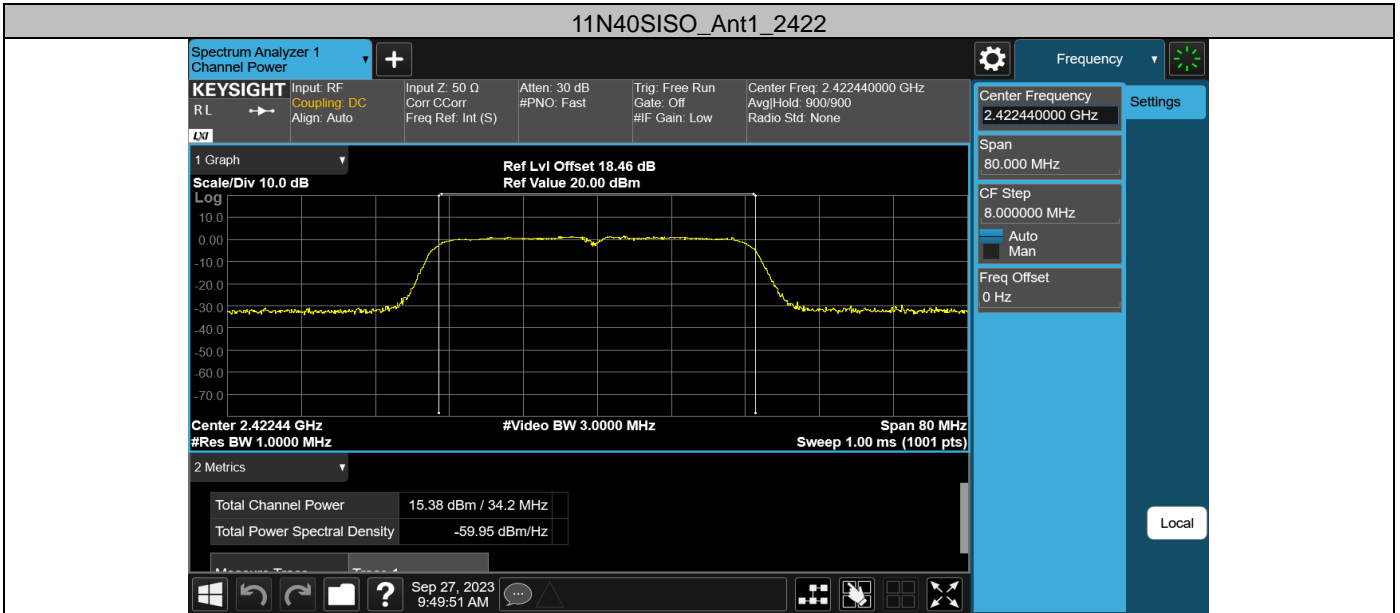 11N40SISO_Ant1_2422
Spectrum Analyzer 1
Channel Power
Frequency
KEYSIGHT
R L
LXI
Input: RF
Coupling: DC
Align: Auto
Input Z: 50 Ω
Corr CCorr
Freq Ref: Int (S)
Atten: 30 dB
#PNO: Fast
Trig: Free Run
Gate: Off
#IF Gain: Low
Center Freq: 2.422440000 GHz
Avg|Hold: 900/900
Radio Std: None
Center Frequency
2.422440000 GHz
Settings
Span
80.000 MHz
CF Step
8.000000 MHz
Auto
Man
Freq Offset
0 Hz
Local
1 Graph
Ref Lvl Offset 18.46 dB
Scale/Div 10.0 dB
Ref Value 20.00 dBm
Log
10.0
0.00
-10.0
-20.0
-30.0
-40.0
-50.0
-60.0
-70.0
Center 2.42244 GHz
#Video BW 3.0000 MHz
Span 80 MHz
#Res BW 1.0000 MHz
Sweep 1.00 ms (1001 pts)
2 Metrics
Total Channel Power 15.38 dBm / 34.2 MHz
Total Power Spectral Density -59.95 dBm/Hz
Measure Trace Trace 1
?
Sep 27, 2023
9:49:51 AM